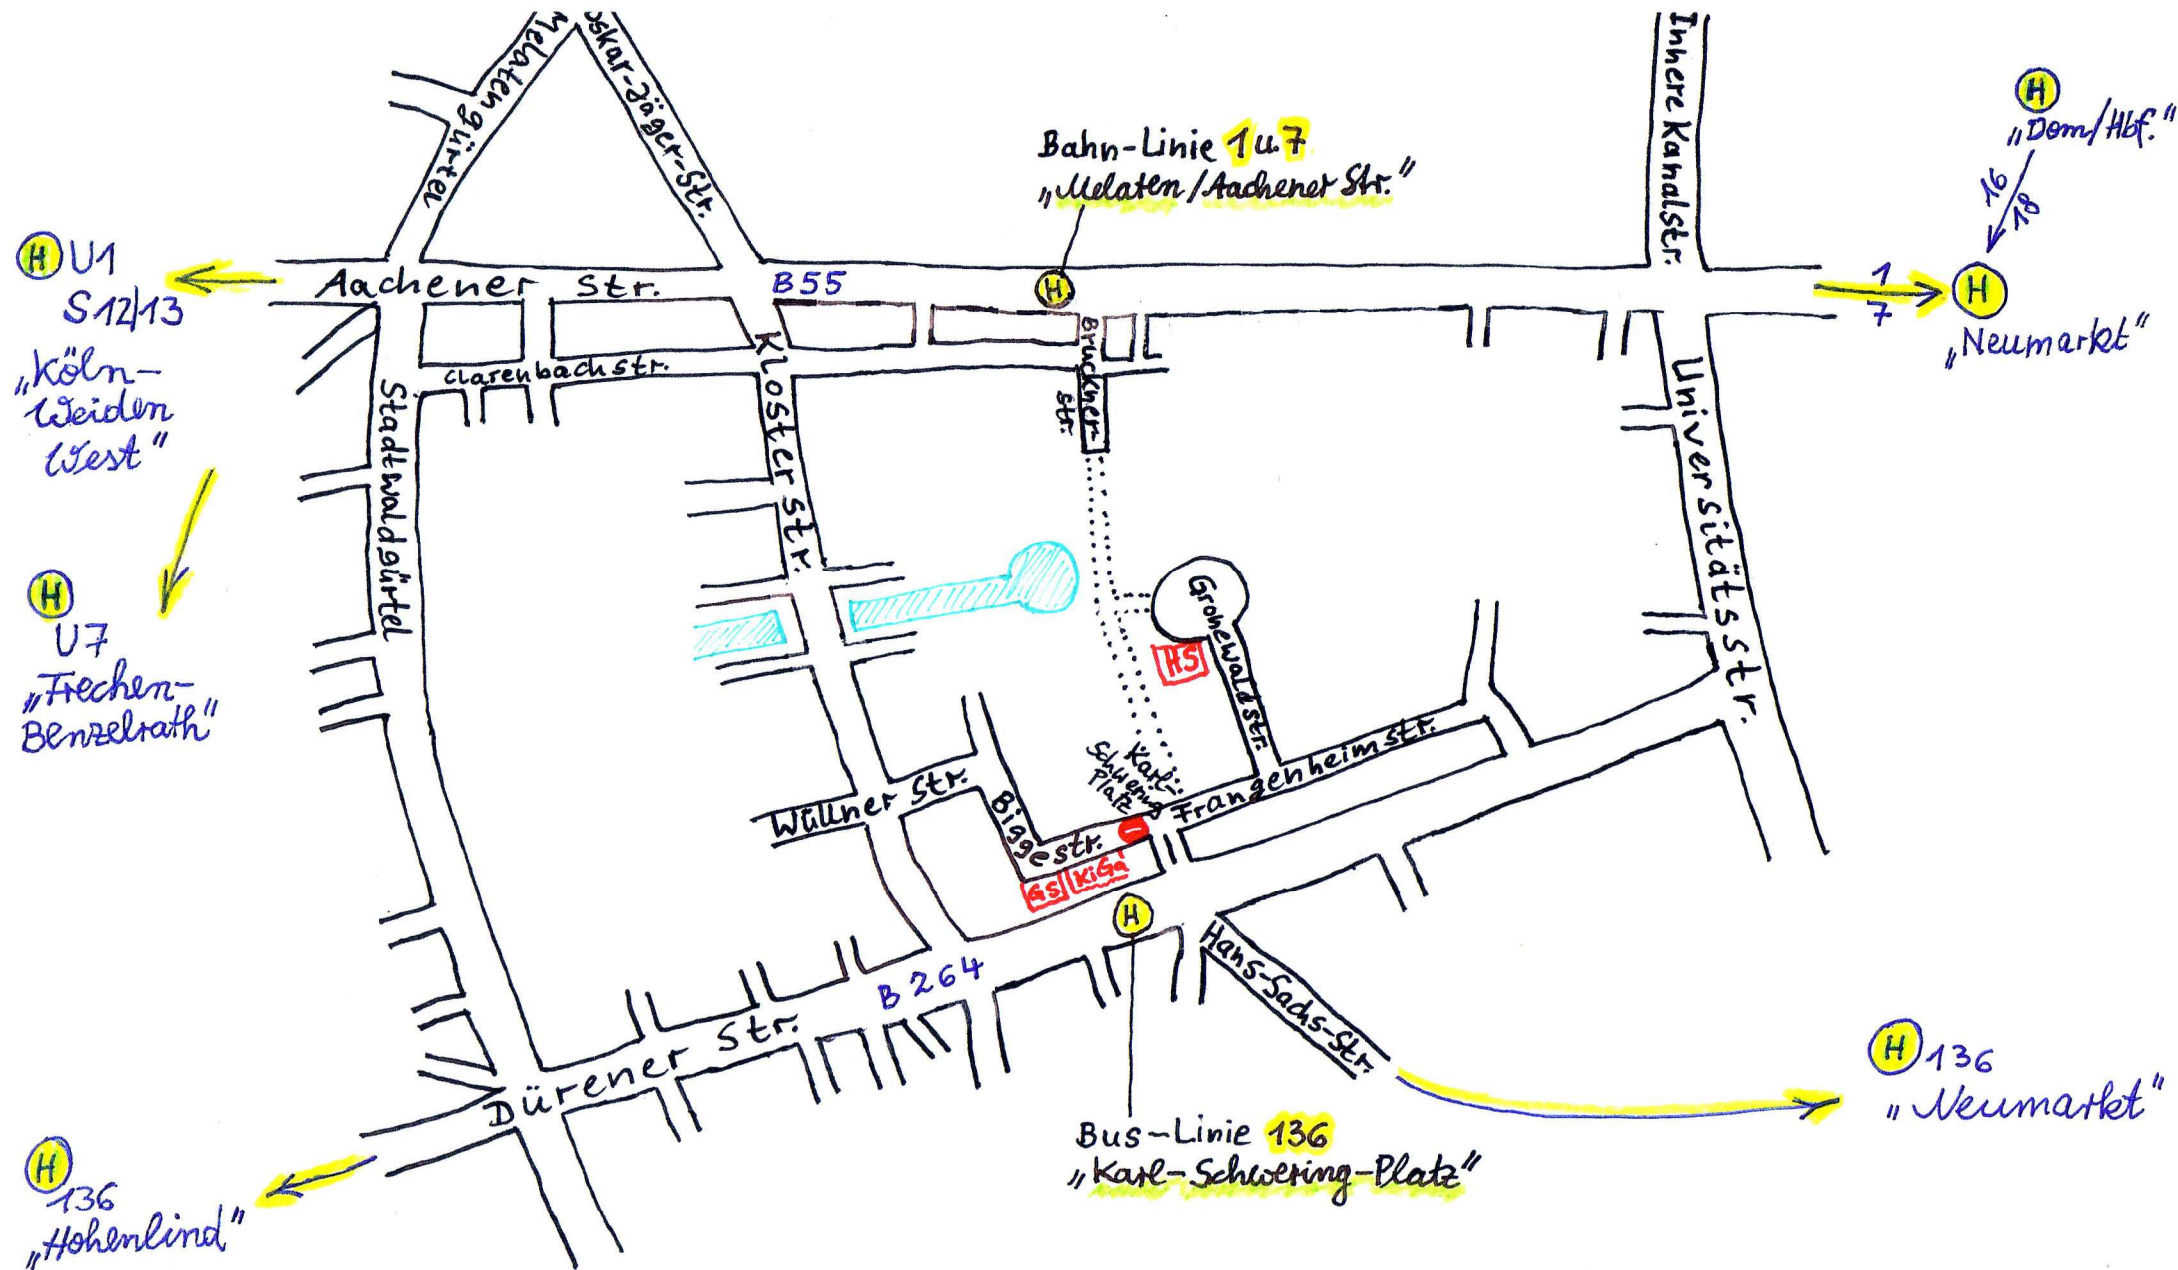 Melatengürtel
Oskar-Jäger-Str.
Innere Kanalstr.
H
„Dom/Hbf."
16
18
Bahn-Linie 1 u. 7
„Melaten/Aachener Str."
H U1
S12/13
„Köln-
Weiden
West"
Aachener Str.
B55
H
1
7
H
„Neumarkt"
Clarenbachstr.
Klosterstr.
Bruckner-
str.
Stadtwaldgürtel
Universitätsstr.
H
U7
„Frechen-
Benzelrath"
Grohewaldstr.
HS
Karl-
Schwering
Platz
Frangenheimstr.
Wüllner Str.
Biggestr.
GS
KiGa
H
Hans-Sachs-Str.
B 264
Dürener Str.
H 136
„Neumarkt"
Bus-Linie 136
„Karl-Schwering-Platz"
H
136
„Hohenlind"